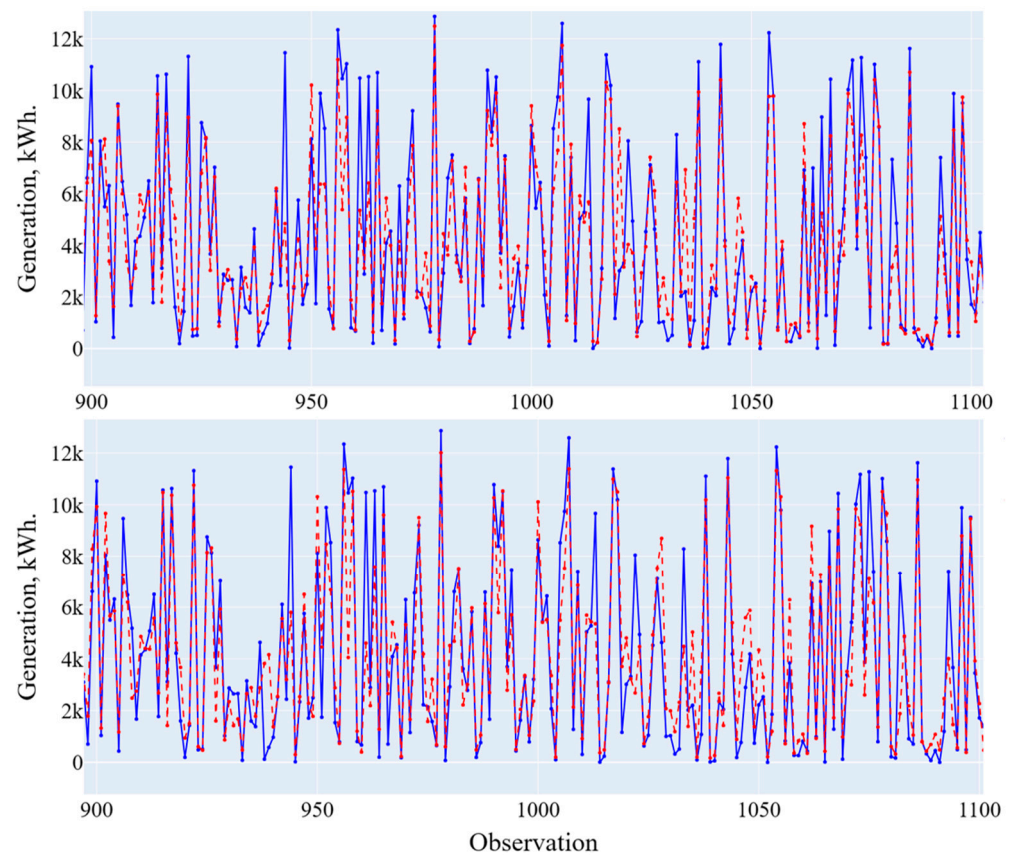 12k
10k
8k
6k
4k
2k
0
Generation, kWh.
900
950
1000
1050
1100
12k
10k
8k
6k
4k
2k
0
Generation, kWh.
900
950
1000
1050
1100
Observation